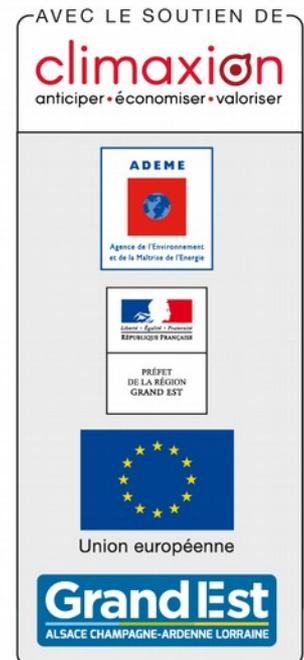 AVEC LE SOUTIEN DE
climaxion
anticiper • économiser • valoriser
ADEME
Agence de l'Environnement
et de la Maîtrise de l'Energie
Liberté • Égalité • Fraternité
RÉPUBLIQUE FRANÇAISE
PRÉFET
DE LA RÉGION
GRAND EST
Union européenne
Grand Est
ALSACE CHAMPAGNE-ARDENNE LORRAINE